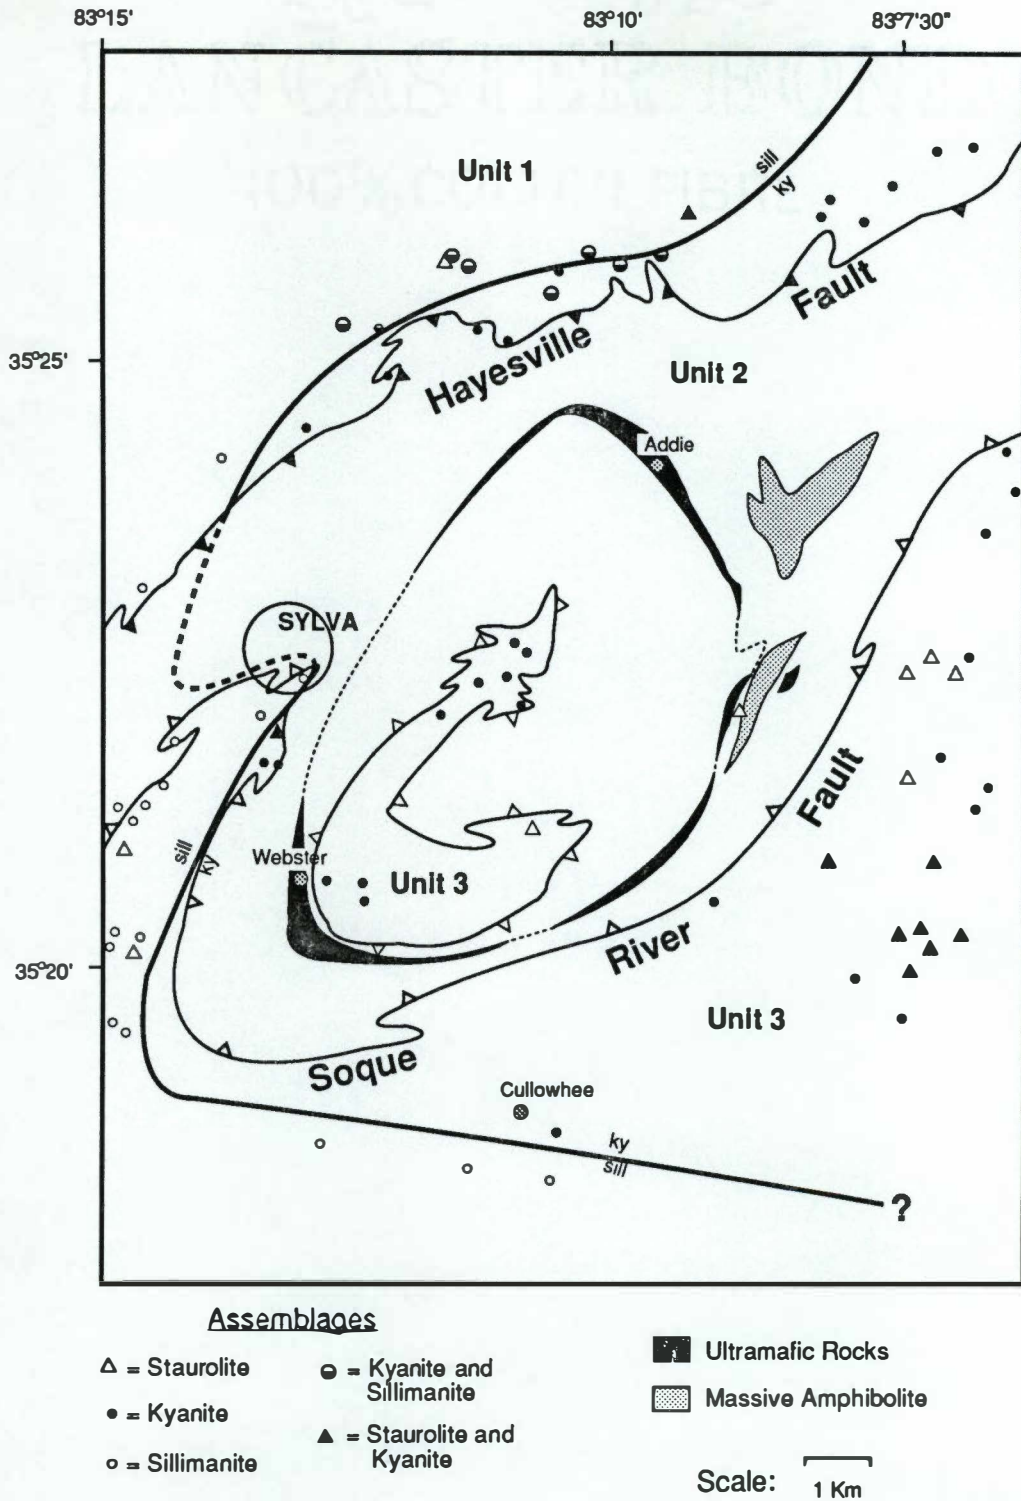 83°15'
83°10'
83°7'30"
Unit 1
sill
ky
Fault
Hayesville
35°25'
Unit 2
Addie
SYLVA
Fault
sill
ky
Webster
Unit 3
River
35°20'
Unit 3
Soque
Cullowhee
ky
sill
?
Assemblages
△ = Staurolite
● = Kyanite
○ = Sillimanite
= Kyanite and
Sillimanite
▲ = Staurolite and
Kyanite
Ultramafic Rocks
Massive Amphibolite
Scale:
1 Km